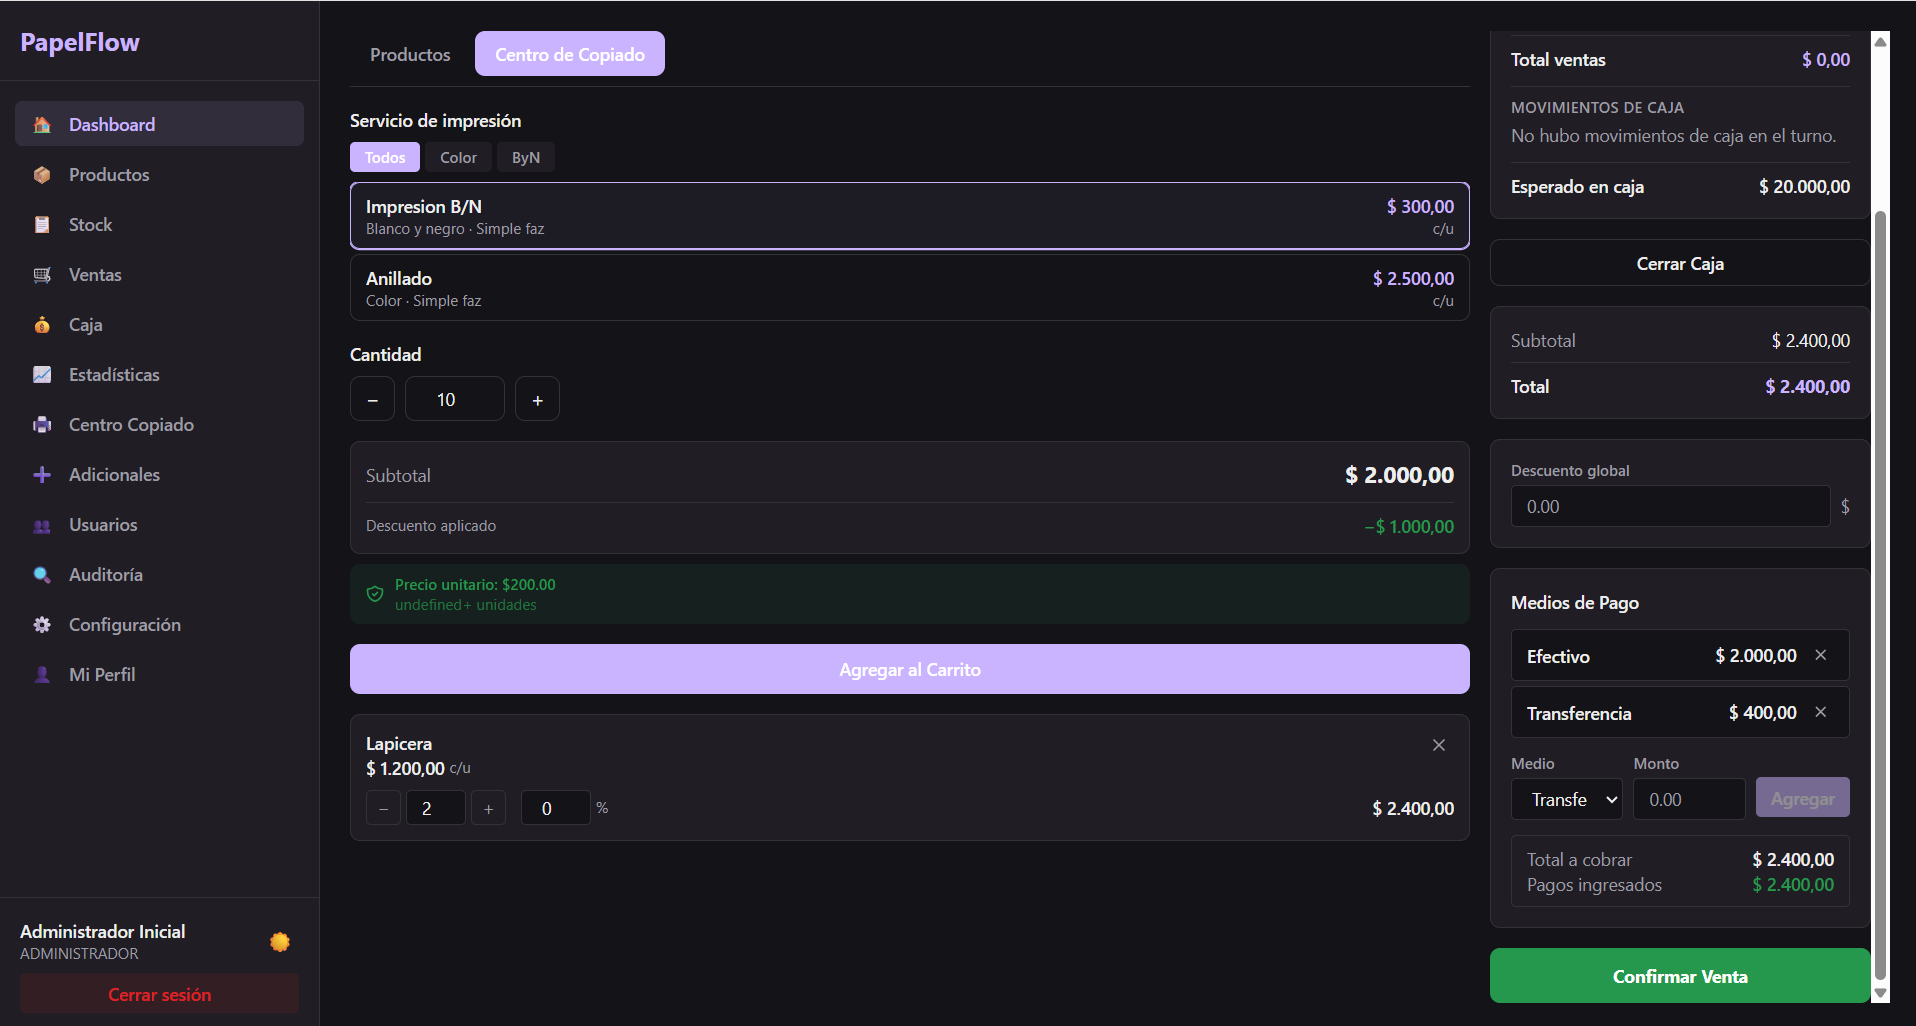 PapelFlow
Dashboard
Productos
Stock
Ventas
Caja
Estadísticas
Centro Copiado
Adicionales
Usuarios
Auditoría
Configuración
Mi Perfil
Administrador Inicial
ADMINISTRADOR
Cerrar sesión
Productos
Centro de Copiado
Servicio de impresión
Todos
Color
ByN
Impresion B/N
$ 300,00
Blanco y negro · Simple faz
c/u
Anillado
$ 2.500,00
Color · Simple faz
c/u
Cantidad
− 10 +
Subtotal
$ 2.000,00
Descuento aplicado
−$ 1.000,00
Precio unitario: $200.00
undefined+ unidades
Agregar al Carrito
Lapicera
$ 1.200,00 c/u
− 2 + 0 %
$ 2.400,00
Total ventas
$ 0,00
MOVIMIENTOS DE CAJA
No hubo movimientos de caja en el turno.
Esperado en caja
$ 20.000,00
Cerrar Caja
Subtotal
$ 2.400,00
Total
$ 2.400,00
Descuento global
0.00 $
Medios de Pago
Efectivo
$ 2.000,00 ×
Transferencia
$ 400,00 ×
Medio
Monto
Transfe
0.00
Agregar
Total a cobrar
$ 2.400,00
Pagos ingresados
$ 2.400,00
Confirmar Venta